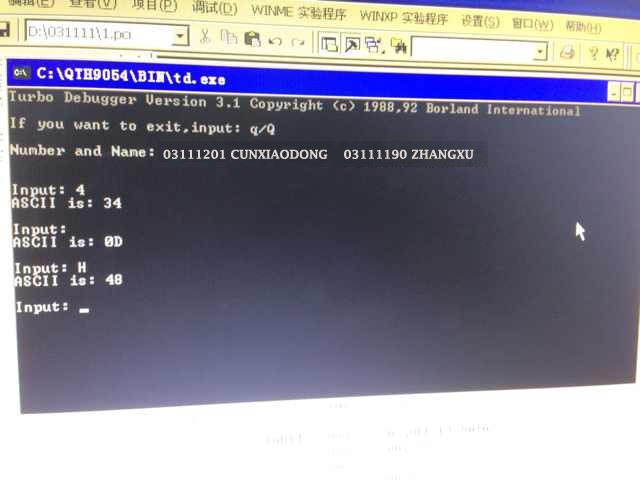 编辑(E) 查看(V) 项目(P) 调试(D) WINME 实验程序 WINXP 实验程序 设置(S) 窗口(W) 帮助(H)
D:\031111\1.pci
C:\QTH9054\BIN\td.exe
Turbo Debugger Version 3.1 Copyright (c) 1988,92 Borland International
If you want to exit,input: q/Q
Number and Name: 03111201 CUNXIAODONG 03111190 ZHANGXU
Input: 4
ASCII is: 34
Input:
ASCII is: 0D
Input: H
ASCII is: 48
Input: _